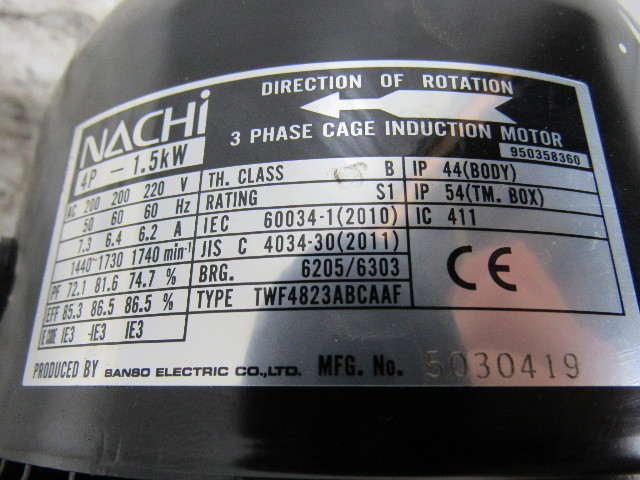 NACHi
DIRECTION OF ROTATION
3 PHASE CAGE INDUCTION MOTOR
950358360
4P - 1.5kW
AC 200 200 220 V
50 60 60 Hz
7.3 6.4 6.2 A
1440 1730 1740 min-1
PF 72.1 81.6 74.7 %
EFF 85.3 86.5 86.5 %
IE CODE IE3 -IE3 IE3
TH. CLASS B
RATING S1
IEC 60034-1(2010)
JIS C 4034-30(2011)
BRG. 6205/6303
TYPE TWF4823ABCAAF
IP 44(BODY)
IP 54(TM. BOX)
IC 411
CE
PRODUCED BY SANSO ELECTRIC CO.,LTD. MFG. No. 5030419